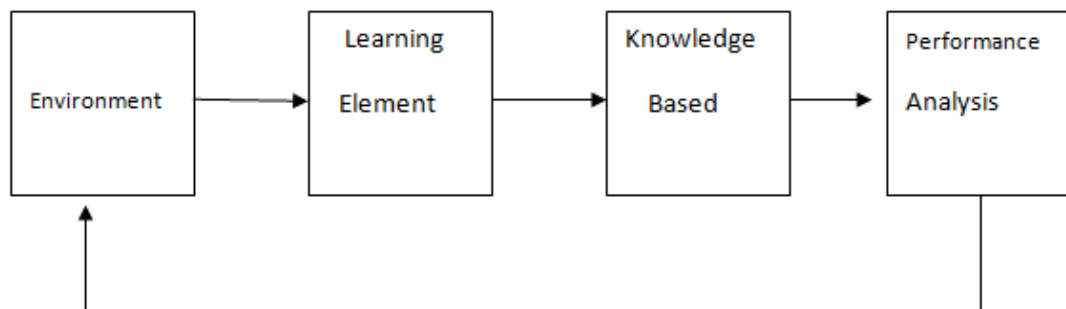 Environment
Learning
Element
Knowledge
Based
Performance
Analysis